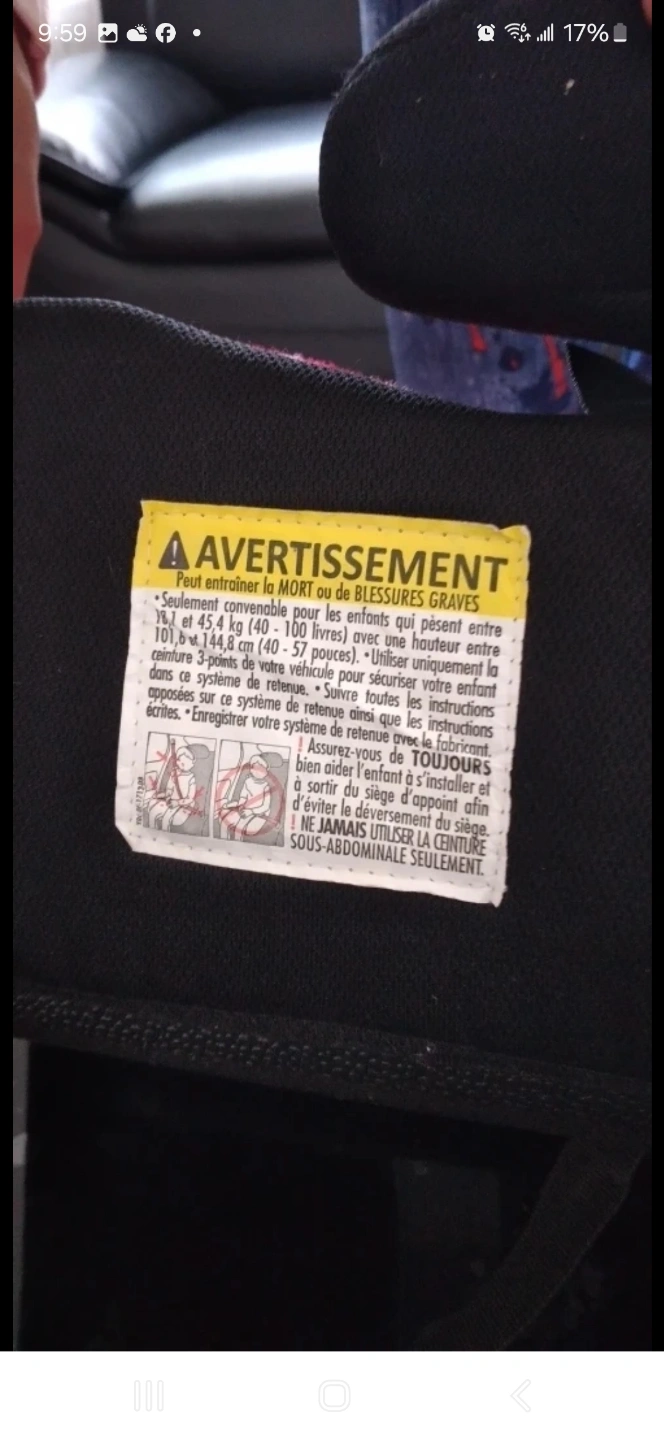 9:59
17%
AVERTISSEMENT
Peut entraîner la MORT ou de BLESSURES GRAVES
•Seulement convenable pour les enfants qui pèsent entre
18,1 et 45,4 kg (40 - 100 livres) avec une hauteur entre
101,6 et 144,8 cm (40 - 57 pouces). •Utiliser uniquement la
ceinture 3-points de votre véhicule pour sécuriser votre enfant
dans ce système de retenue. •Suivre toutes les instructions
apposées sur ce système de retenue ainsi que les instructions
écrites. •Enregistrer votre système de retenue avec le fabricant.
! Assurez-vous de TOUJOURS
bien aider l'enfant à s'installer et
à sortir du siège d'appoint afin
d'éviter le déversement du siège.
! NE JAMAIS UTILISER LA CEINTURE
SOUS-ABDOMINALE SEULEMENT.